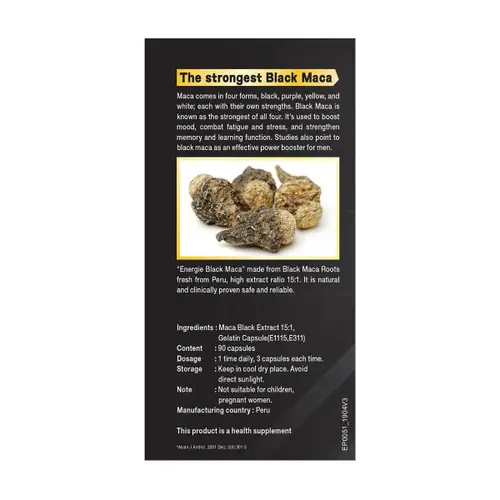 The strongest Black Maca
Maca comes in four forms, black, purple, yellow, and
white; each with their own strengths. Black Maca is
known as the strongest of all four. It's used to boost
mood, combat fatigue and stress, and strengthen
memory and learning function. Studies also point to
black maca as an effective power booster for men.
"Energie Black Maca" made from Black Maca Roots
fresh from Peru, high extract ratio 15:1. It is natural
and clinically proven safe and reliable.
Ingredients : Maca Black Extract 15:1,
Gelatin Capsule(E1115,E311)
Content : 90 capsules
Dosage : 1 time daily, 3 capsules each time.
Storage : Keep in cool dry place. Avoid
direct sunlight.
Note : Not suitable for children,
pregnant women.
Manufacturing country : Peru
This product is a health supplement
J Androl, 2001 Dec;
EP0051_1904V3